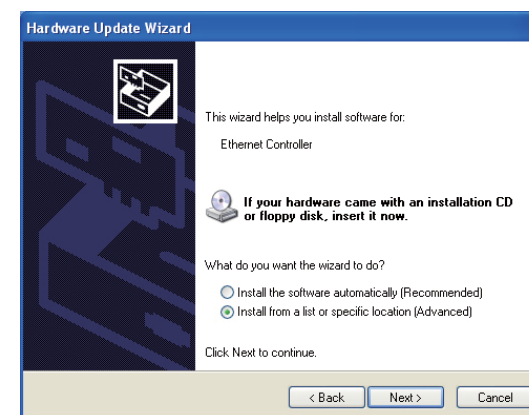 Hardware Update Wizard
This wizard helps you install software for:
Ethernet Controller
If your hardware came with an installation CD
or floppy disk, insert it now.
What do you want the wizard to do?
Install the software automatically (Recommended)
Install from a list or specific location (Advanced)
Click Next to continue.
< Back Next > Cancel